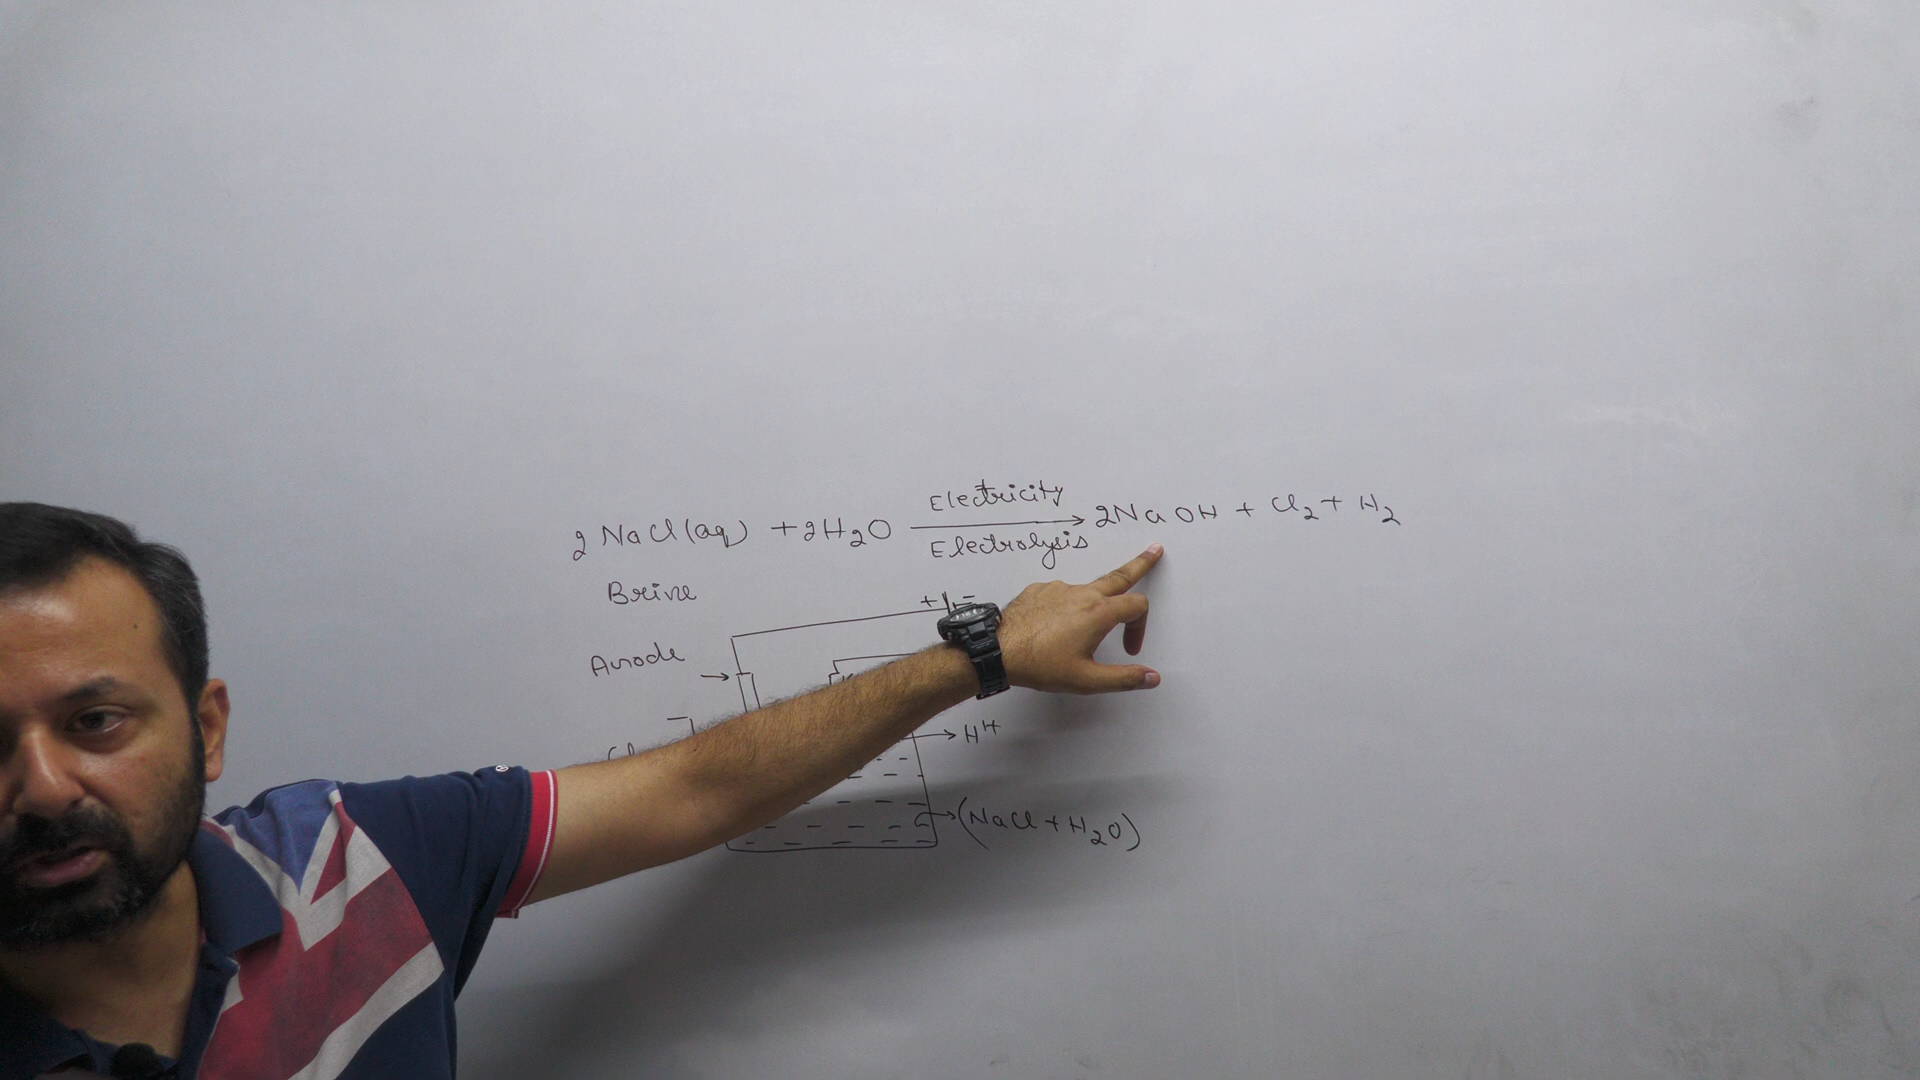 2 NaCl(aq) + 2H2O Electricity Electrolysis → 2NaOH + Cl2 + H2
Brine
+ -
Anode →
→ H+
→ (NaCl + H2O)